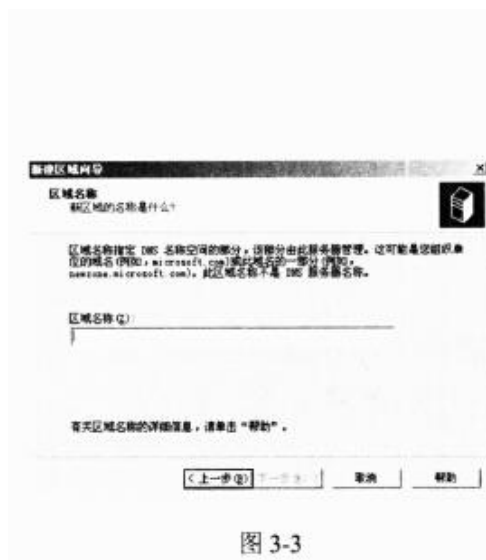 新建区域向导
区域名称
新区域的名称是什么?
区域名称指定 DNS 名称空间的部分，该部分由此服务器管理。这可能是您组织单
位的域名(例如，microsoft.com)或此域名的一部分(例如，
newzone.microsoft.com)。此区域名称不是 DNS 服务器名称。
区域名称(Z):
有关区域名称的详细信息，请单击“帮助”。
<上一步(B) 下一步 取消 帮助
图 3-3